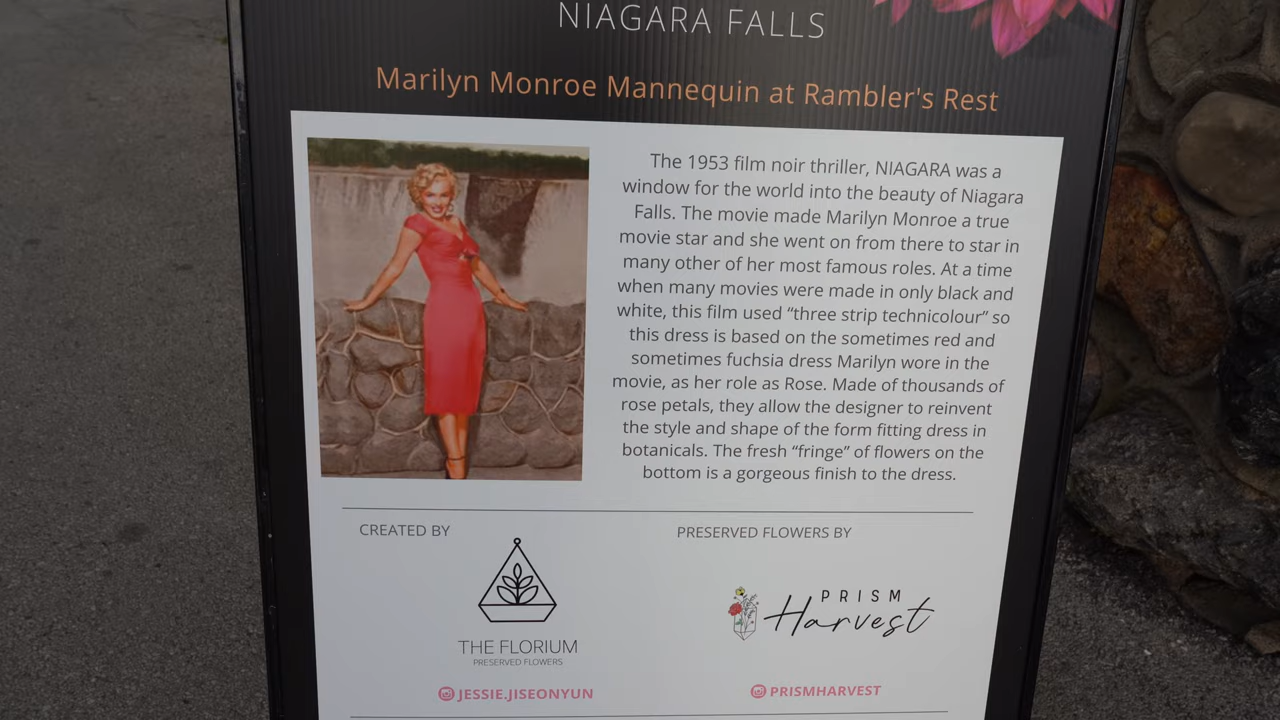 NIAGARA FALLS
Marilyn Monroe Mannequin at Rambler's Rest
The 1953 film noir thriller, NIAGARA was a
window for the world into the beauty of Niagara
Falls. The movie made Marilyn Monroe a true
movie star and she went on from there to star in
many other of her most famous roles. At a time
when many movies were made in only black and
white, this film used “three strip technicolour” so
this dress is based on the sometimes red and
sometimes fuchsia dress Marilyn wore in the
movie, as her role as Rose. Made of thousands of
rose petals, they allow the designer to reinvent
the style and shape of the form fitting dress in
botanicals. The fresh “fringe” of flowers on the
bottom is a gorgeous finish to the dress.
CREATED BY
THE FLORIUM
PRESERVED FLOWERS
JESSIE.JISEONYUN
PRESERVED FLOWERS BY
PRISM
Harvest
PRISMHARVEST